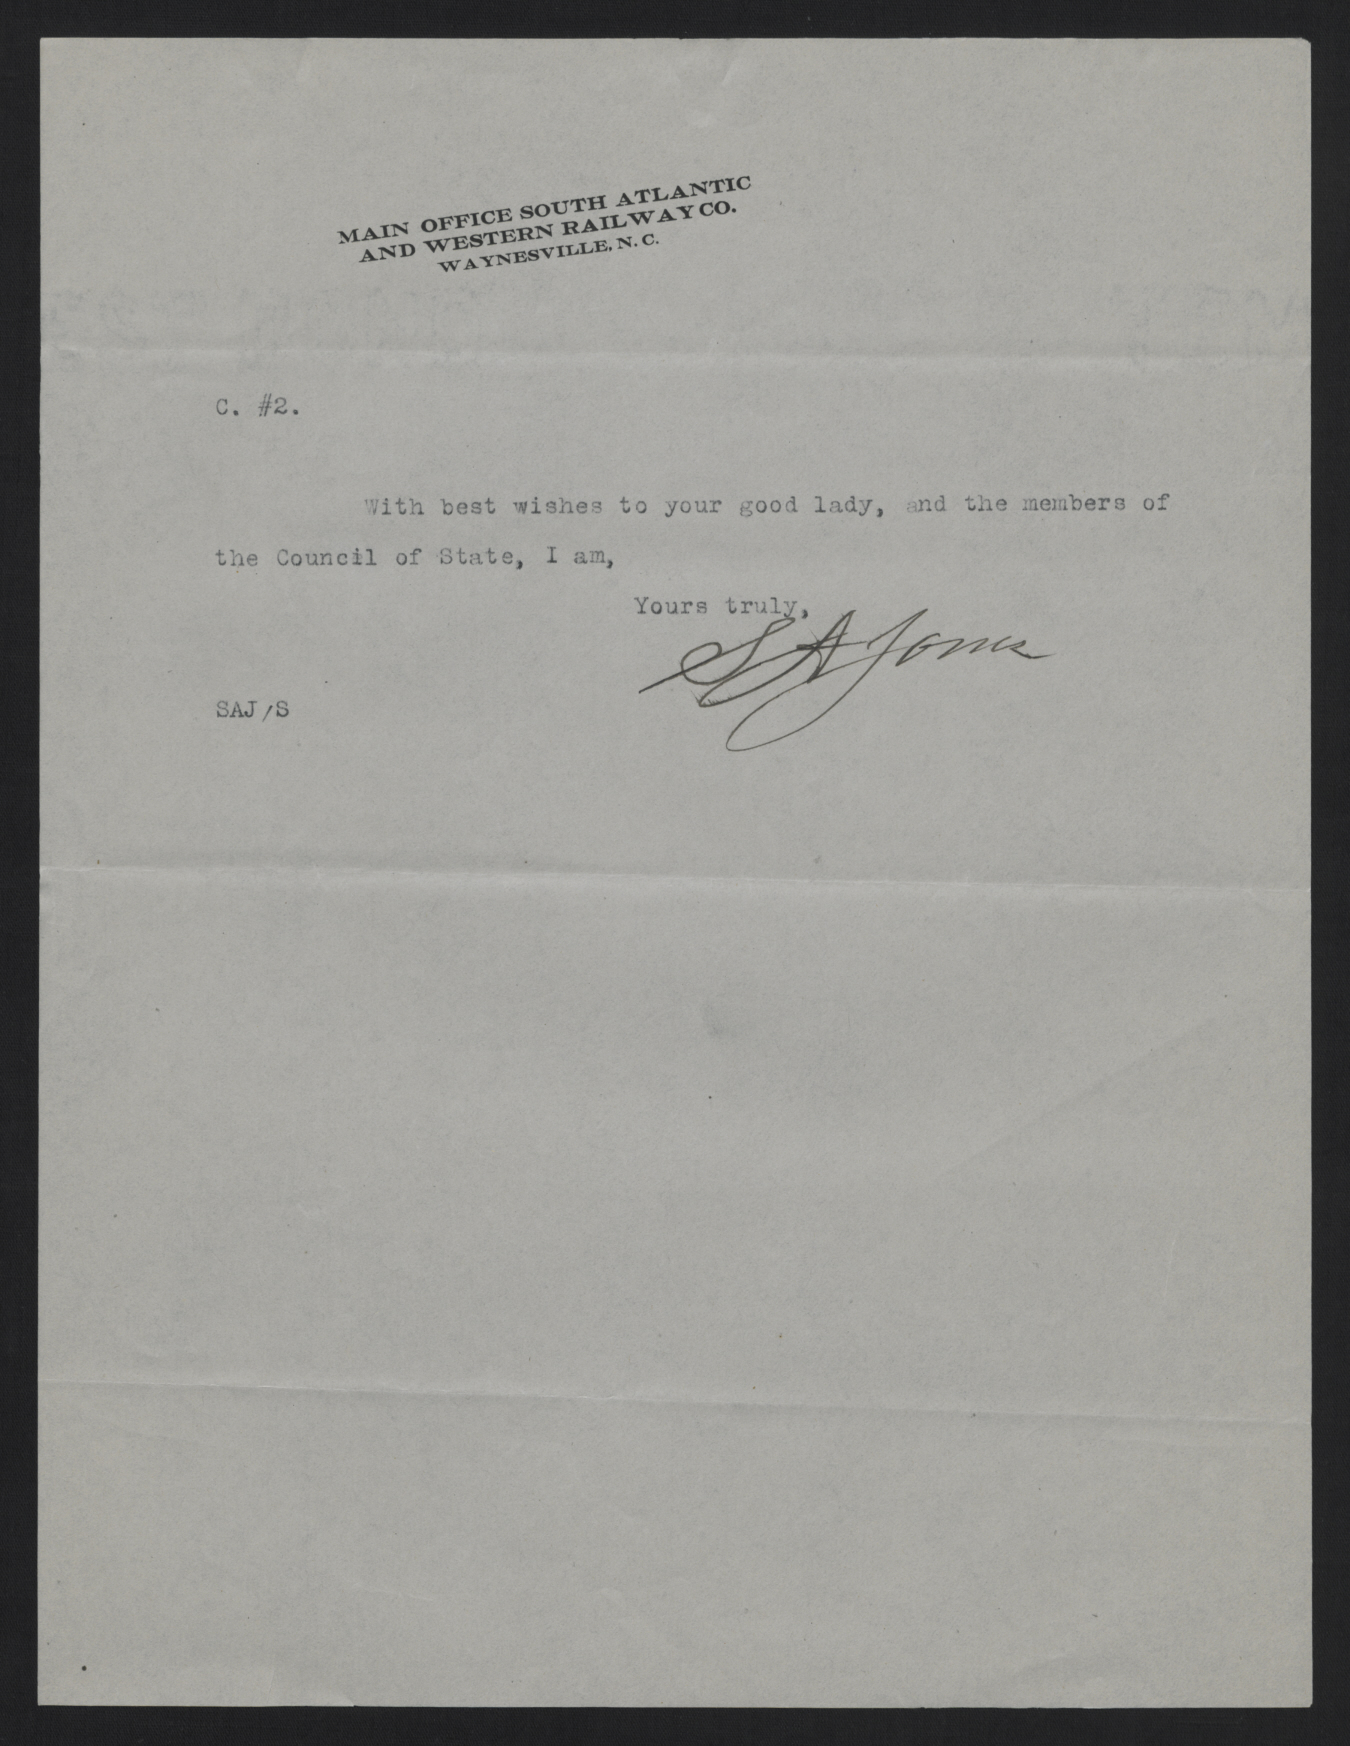 MAIN OFFICE SOUTH ATLANTIC
AND WESTERN RAILWAY CO.
WAYNESVILLE, N. C.
C. #2.
With best wishes to your good lady, and the members of
the Council of State, I am,
Yours truly,
S A Jones
SAJ/S